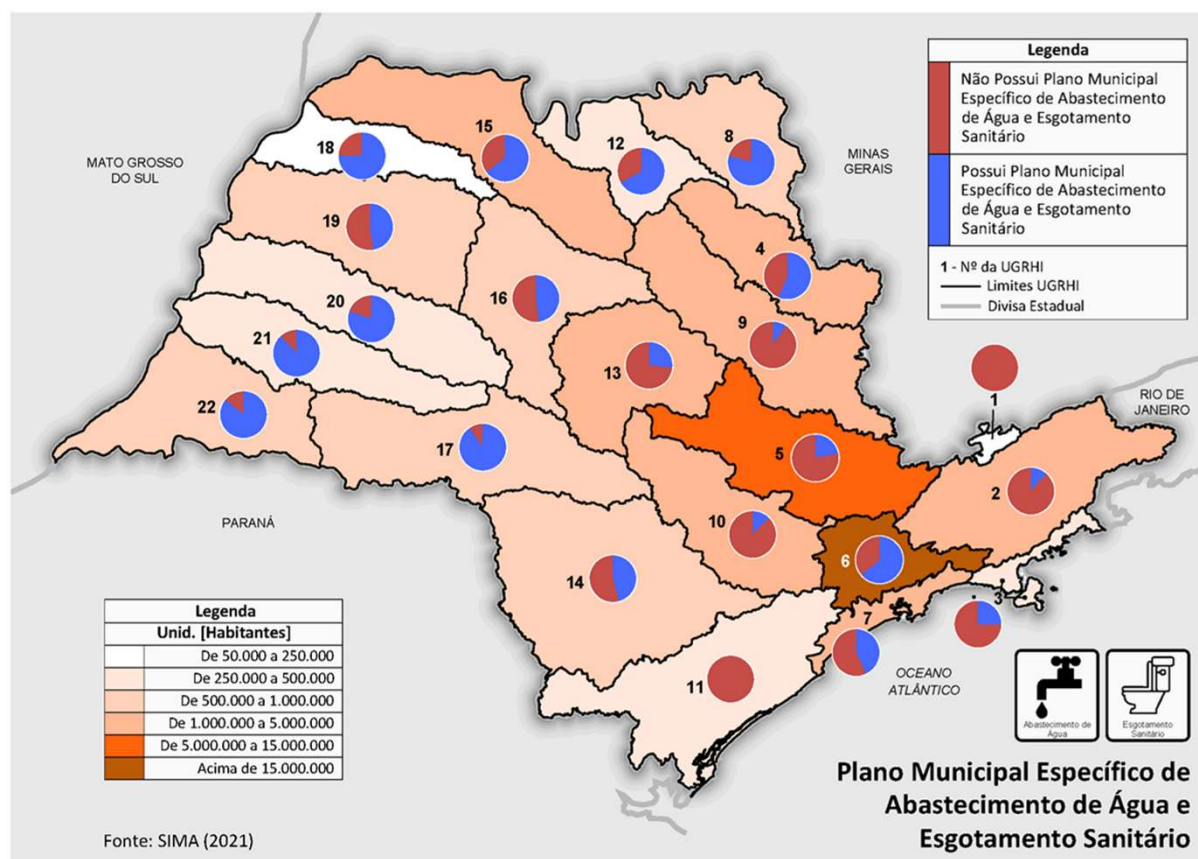 Legenda
Não Possui Plano Municipal
Específico de Abastecimento
de Água e Esgotamento
Sanitário
Possui Plano Municipal
Específico de Abastecimento
de Água e Esgotamento
Sanitário
1 - Nº da UGRHI
Limites UGRHI
Divisa Estadual
MATO GROSSO
DO SUL
MINAS
GERAIS
RIO DE
JANEIRO
PARANÁ
OCEANO
ATLÂNTICO
18
15
12
8
19
4
20
16
9
21
13
1
22
17
5
2
10
6
14
3
7
11
Legenda
Unid. [Habitantes]
De 50.000 a 250.000
De 250.000 a 500.000
De 500.000 a 1.000.000
De 1.000.000 a 5.000.000
De 5.000.000 a 15.000.000
Acima de 15.000.000
Abastecimento de
Água
Esgotamento
Sanitário
Plano Municipal Específico de
Abastecimento de Água e
Esgotamento Sanitário
Fonte: SIMA (2021)